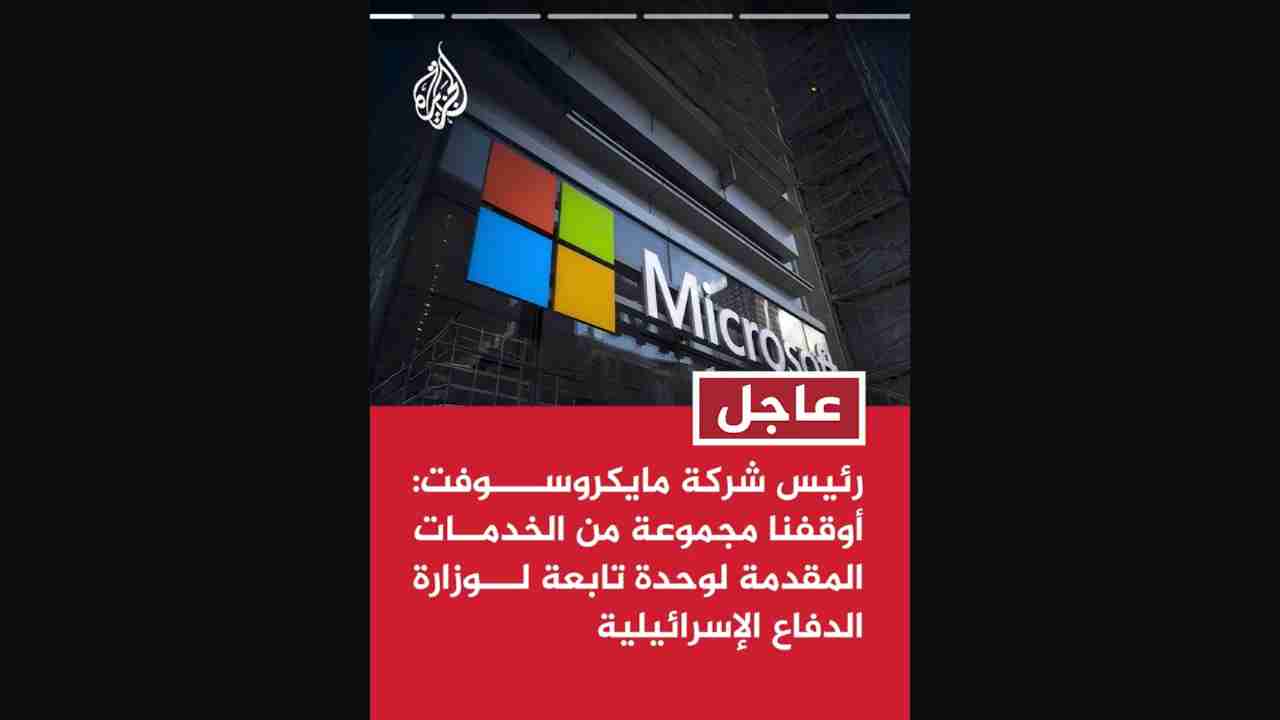 الجزيرة
Microsoft
عاجل
رئيس شركة مايكروسوفت:
أوقفنا مجموعة من الخدمات
المقدمة لوحدة تابعة لوزارة
الدفاع الإسرائيلية